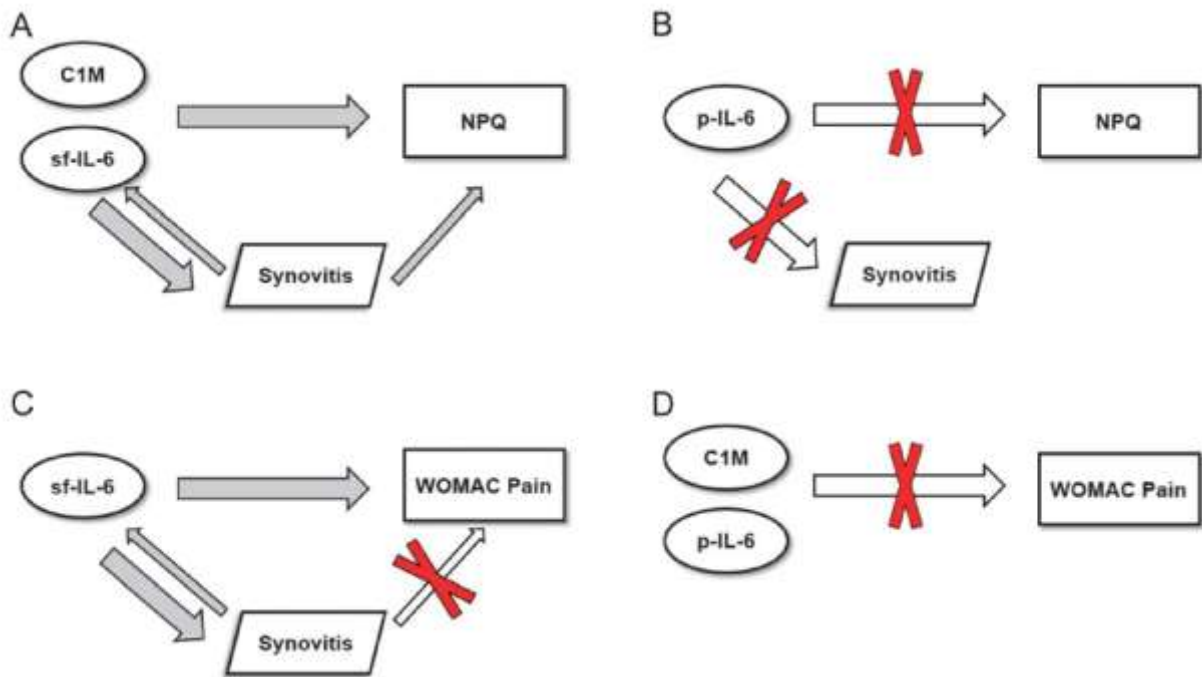 A
C1M
sf-IL-6
NPQ
Synovitis
B
p-IL-6
NPQ
Synovitis
C
sf-IL-6
WOMAC Pain
Synovitis
D
C1M
p-IL-6
WOMAC Pain